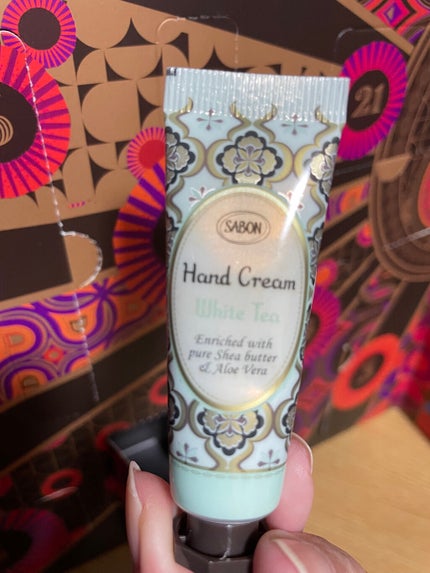 21
SABON
Hand Cream
White Tea
Enriched with
pure Shea butter
& Aloe Vera